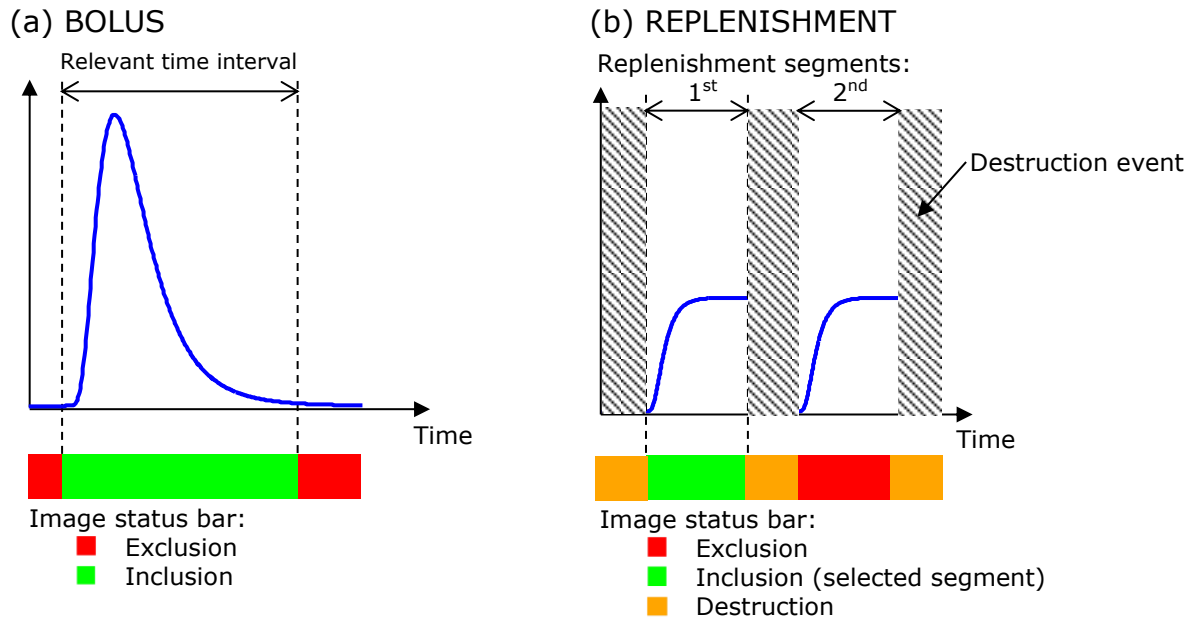 (a) BOLUS
Relevant time interval
Time
Image status bar:
Exclusion
Inclusion
(b) REPLENISHMENT
Replenishment segments:
1st
2nd
Destruction event
Time
Image status bar:
Exclusion
Inclusion (selected segment)
Destruction